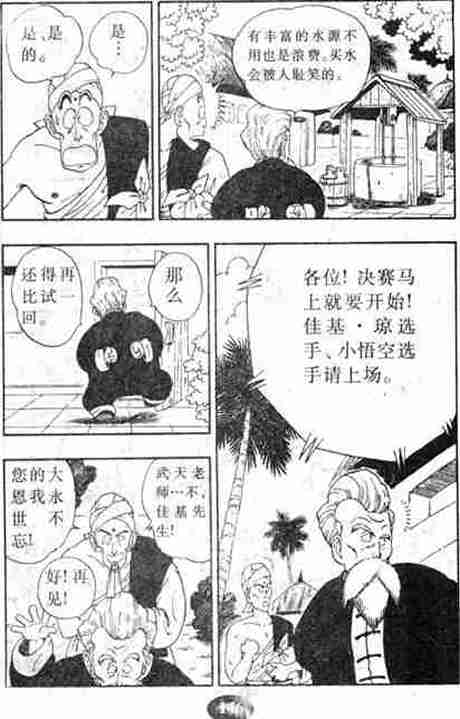 有丰富的水源不
用也是浪费。买水
会被人耻笑的。
是
…
是、是
的。
各位!决赛马
上就要开始!
佳基·琼选
手、小悟空选
手请上场。
那么
还得再
比试一
回。
武天老
师…不,
佳基先
生!
您的大
恩我永
世不
忘!
好!再
见!
146